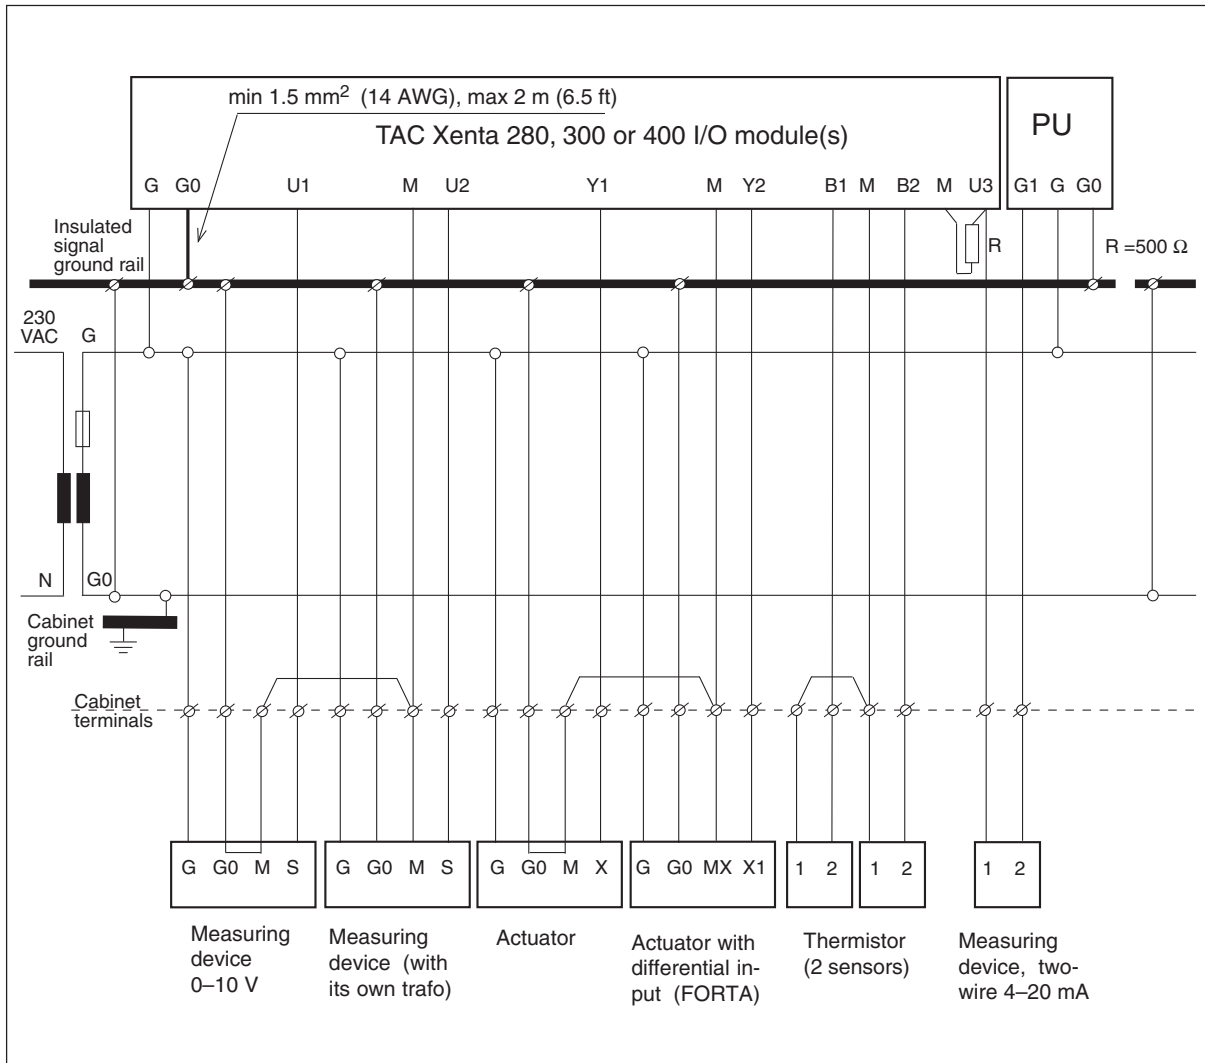 min 1.5 mm2 (14 AWG), max 2 m (6.5 ft)
TAC Xenta 280, 300 or 400 I/O module(s)
PU
G G0 U1 M U2 Y1 M Y2 B1 M B2 M U3 G1 G G0
Insulated
signal
ground rail
R
R =500 Ω
230
VAC
G
N
G0
Cabinet
ground
rail
Cabinet
terminals
G G0 M S G G0 M S G G0 M X G G0 MX X1 1 2 1 2 1 2
Measuring
device
0–10 V
Measuring
device (with
its own trafo)
Actuator
Actuator with
differential in-
put (FORTA)
Thermistor
(2 sensors)
Measuring
device, two-
wire 4–20 mA